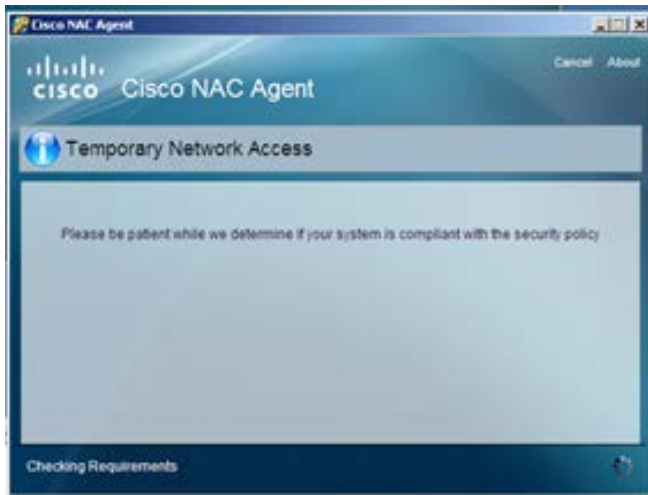 Cisco NAC Agent
Cancel About
CISCO Cisco NAC Agent
Temporary Network Access
Please be patient while we determine if your system is compliant with the security policy
Checking Requirements